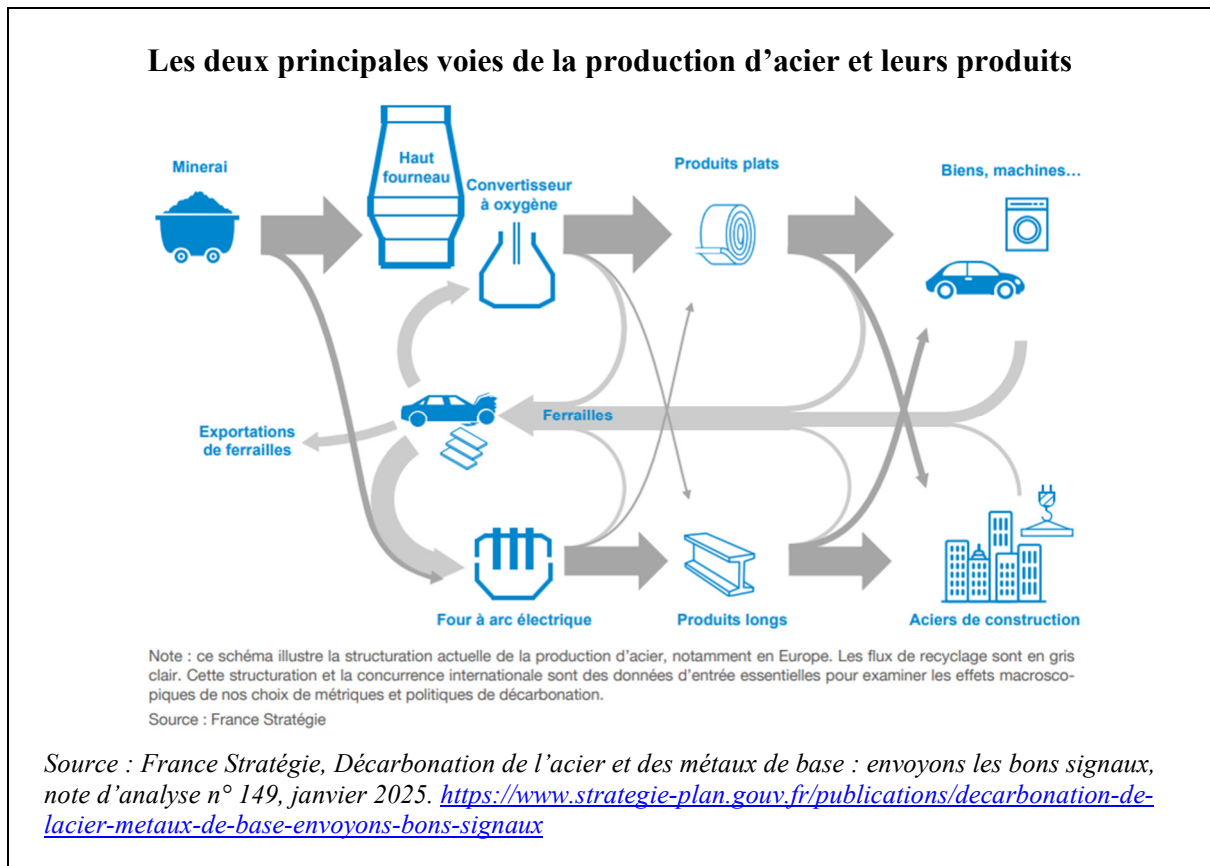 Les deux principales voies de la production d’acier et leurs produits
Minerai
Haut
fourneau
Convertisseur
à oxygène
Produits plats
Biens, machines…
Exportations
de ferrailles
Ferrailles
Four à arc électrique
Produits longs
Aciers de construction
Note : ce schéma illustre la structuration actuelle de la production d’acier, notamment en Europe. Les flux de recyclage sont en gris
clair. Cette structuration et la concurrence internationale sont des données d’entrée essentielles pour examiner les effets macrosco-
piques de nos choix de métriques et politiques de décarbonation.
Source : France Stratégie
Source : France Stratégie, Décarbonation de l’acier et des métaux de base : envoyons les bons signaux,
note d’analyse n° 149, janvier 2025. https://www.strategie-plan.gouv.fr/publications/decarbonation-de-
lacier-metaux-de-base-envoyons-bons-signaux